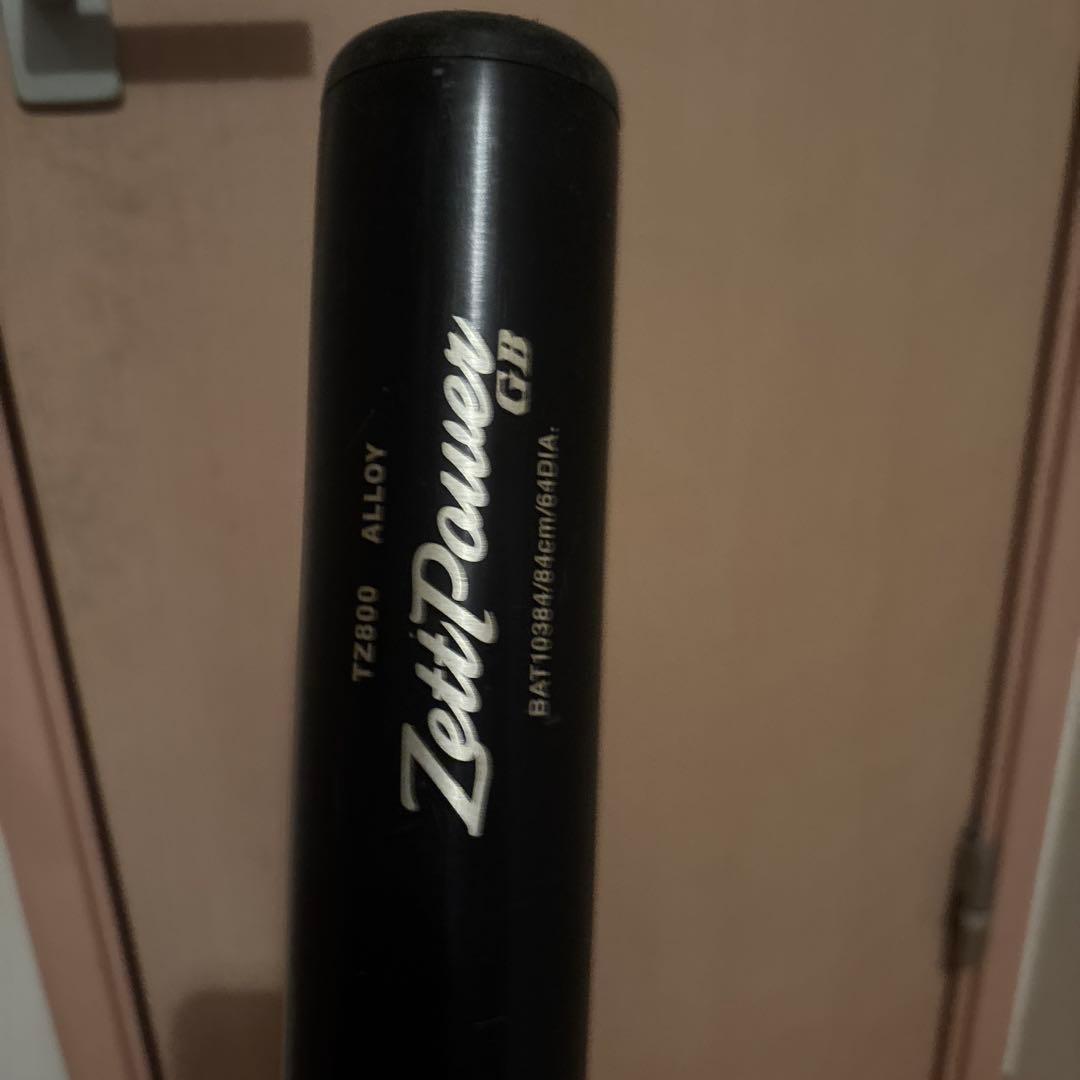 TZ800 ALLOY
ZettPower
GB
BAT10384/84cm/64DIA.